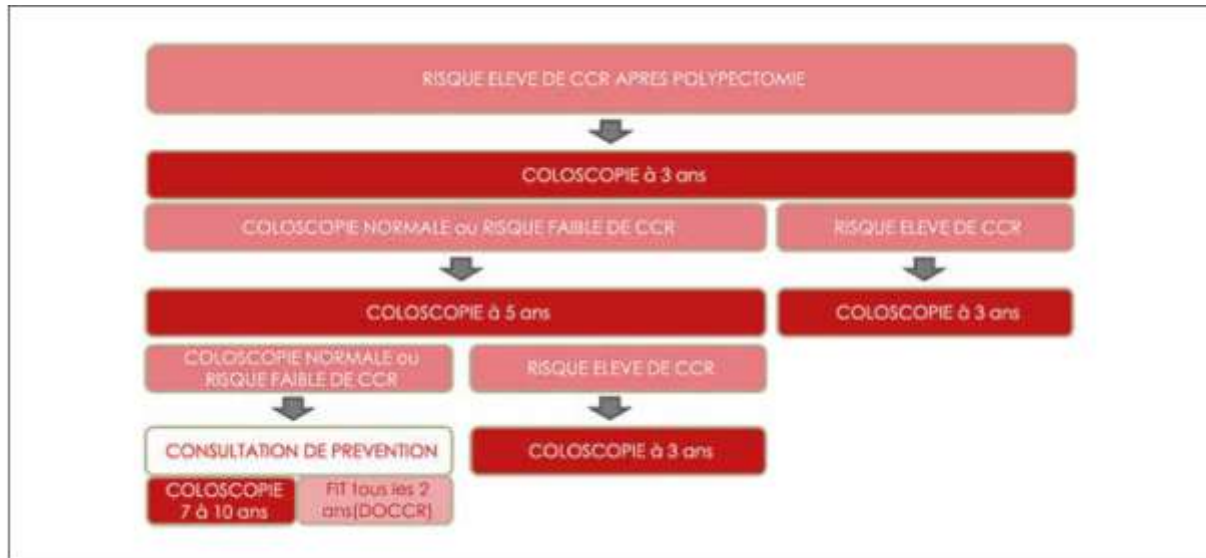 RISQUE ELEVE DE CCR APRES POLYPECTOMIE
COLOSCOPIE à 3 ans
COLOSCOPIE NORMALE ou RISQUE FAIBLE DE CCR
RISQUE ELEVE DE CCR
COLOSCOPIE à 5 ans
COLOSCOPIE à 3 ans
COLOSCOPIE NORMALE ou
RISQUE FAIBLE DE CCR
RISQUE ELEVE DE CCR
CONSULTATION DE PREVENTION
COLOSCOPIE à 3 ans
COLOSCOPIE
7 à 10 ans
FIT tous les 2
ans(DOCCR)